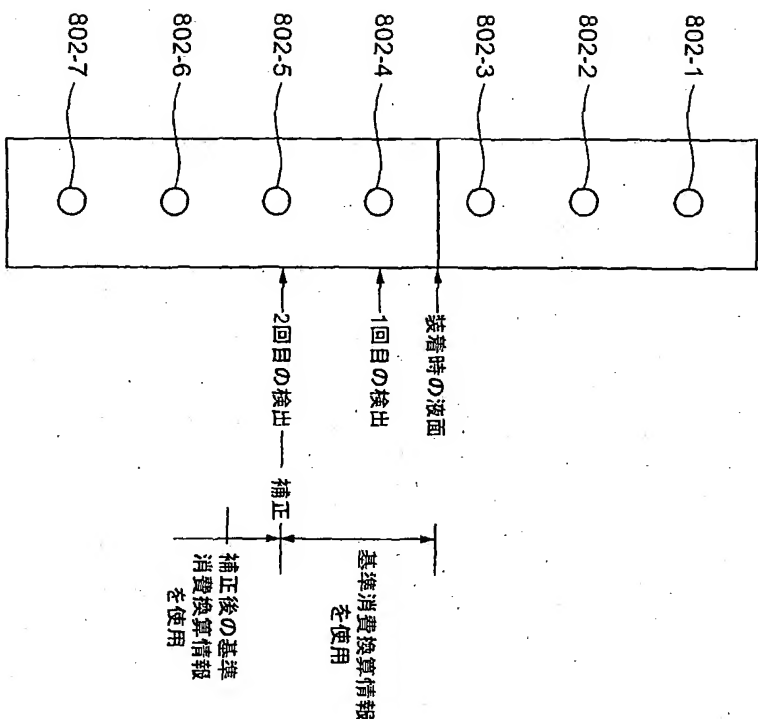 802-7
802-6
802-5
802-4
802-3
802-2
802-1
装着時の液面
1回目の検出
2回目の検出
補正
基準消費換算情報
を使用
補正後の基準
消費換算情報
を使用